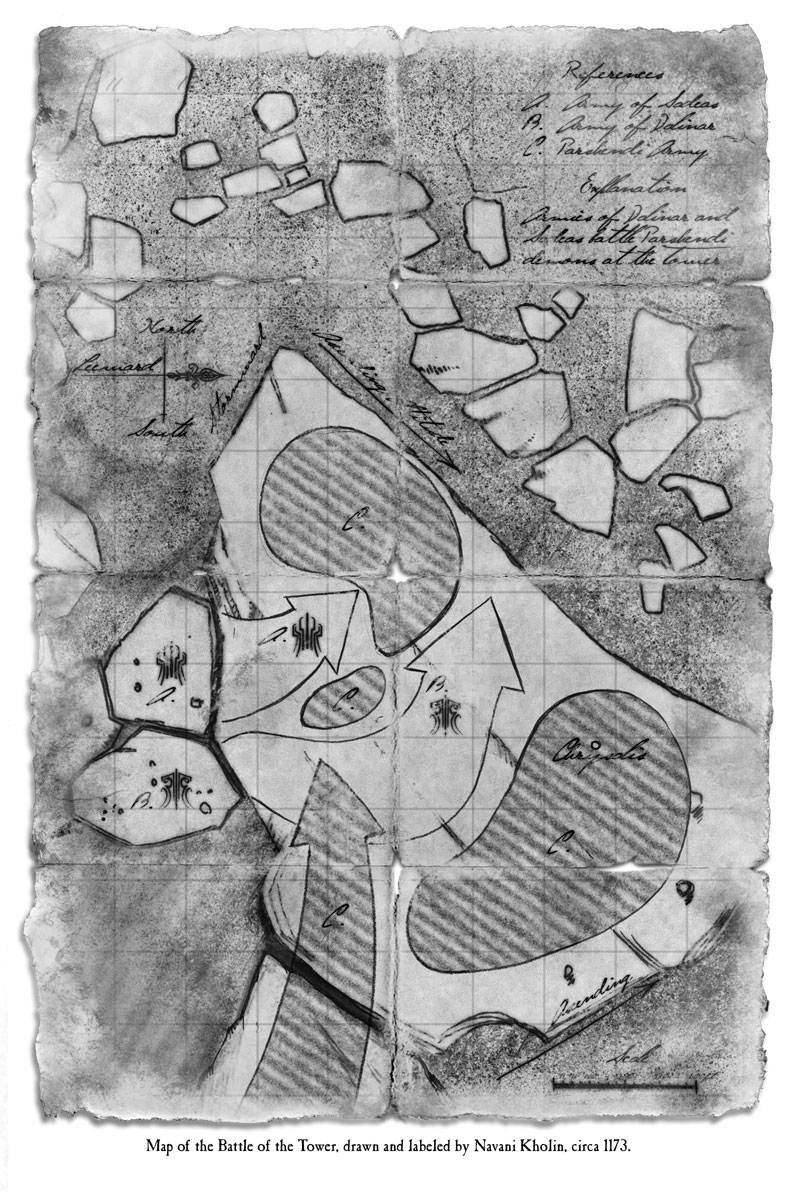 References
A. Army of Sadeas
B. Army of Dalinar
C. Parshendi Army
Explanation
Armies of Dalinar and
Sadeas battle Parshendi
demons at the tower
North
Leeward
Stormward
South
C.
A.
A.
C.
B.
B.
Chrysalis
C.
C.
Ascending
Scale
Map of the Battle of the Tower, drawn and labeled by Navani Kholin, circa 1173.